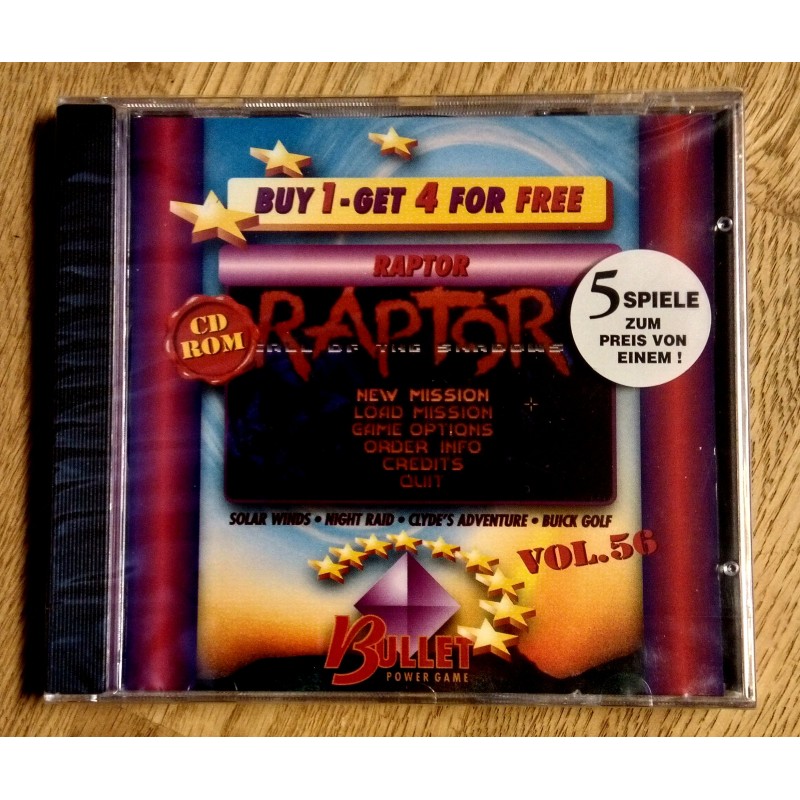 BUY 1-GET 4 FOR FREE
RAPTOR
CD
ROM
RAPTOR
CALL OF THE SHADOWS
5 SPIELE
ZUM
PREIS VON
EINEM !
NEW MISSION
LOAD MISSION
GAME OPTIONS
ORDER INFO
CREDITS
QUIT
SOLAR WINDS • NIGHT RAID • CLYDE'S ADVENTURE • BUICK GOLF
VOL.56
BULLET
POWER GAME